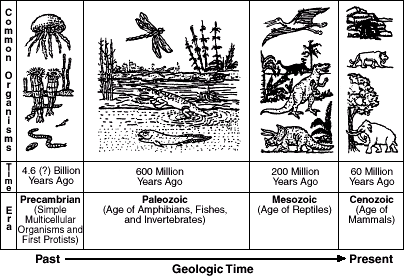 Common Organisms
Time
4.6 (?) Billion
Years Ago
600 Million
Years Ago
200 Million
Years Ago
60 Million
Years Ago
Era
Precambrian
(Simple
Multicellular
Organisms and
First Protists)
Paleozoic
(Age of Amphibians, Fishes,
and Invertebrates)
Mesozoic
(Age of Reptiles)
Cenozoic
(Age of
Mammals)
Past
Present
Geologic Time